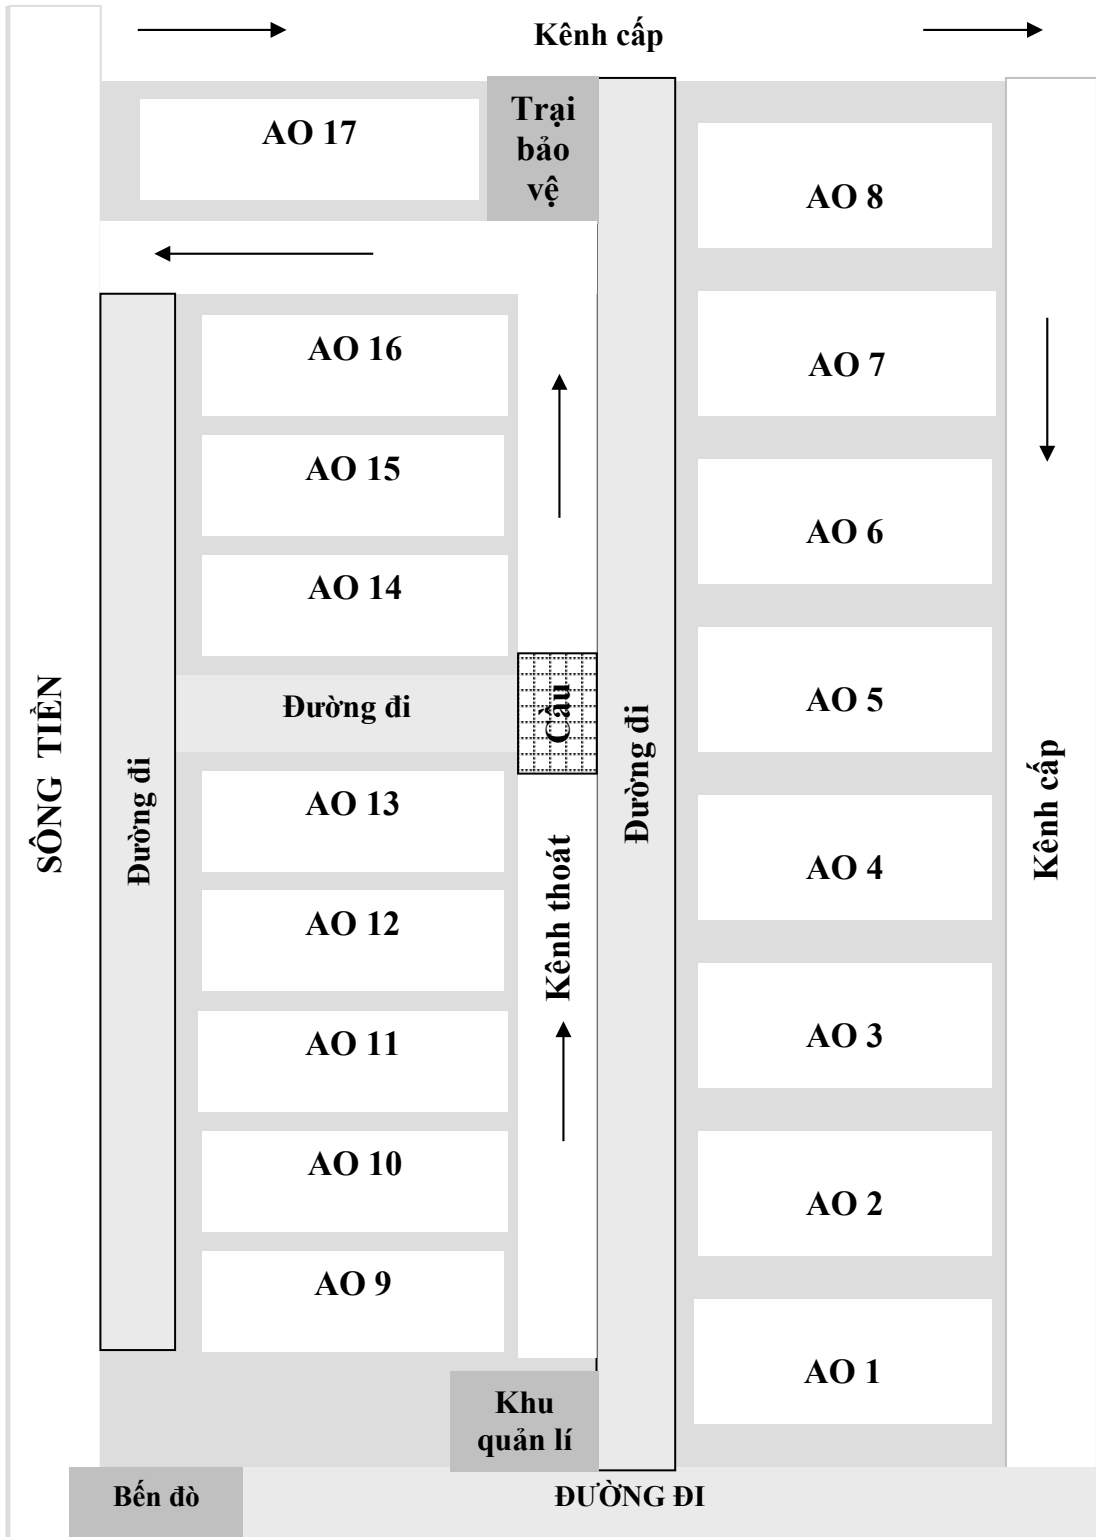 Kênh cấp
AO 17
Trại
bảo
vệ
AO 8
AO 16
AO 7
AO 15
AO 6
AO 14
SÔNG TIỀN
Đường đi
Đường đi
Cầu
Đường đi
AO 5
Kênh cấp
AO 13
AO 4
AO 12
Kênh thoát
AO 11
AO 3
AO 10
AO 2
AO 9
AO 1
Khu
quản lí
Bến đò
ĐƯỜNG ĐI